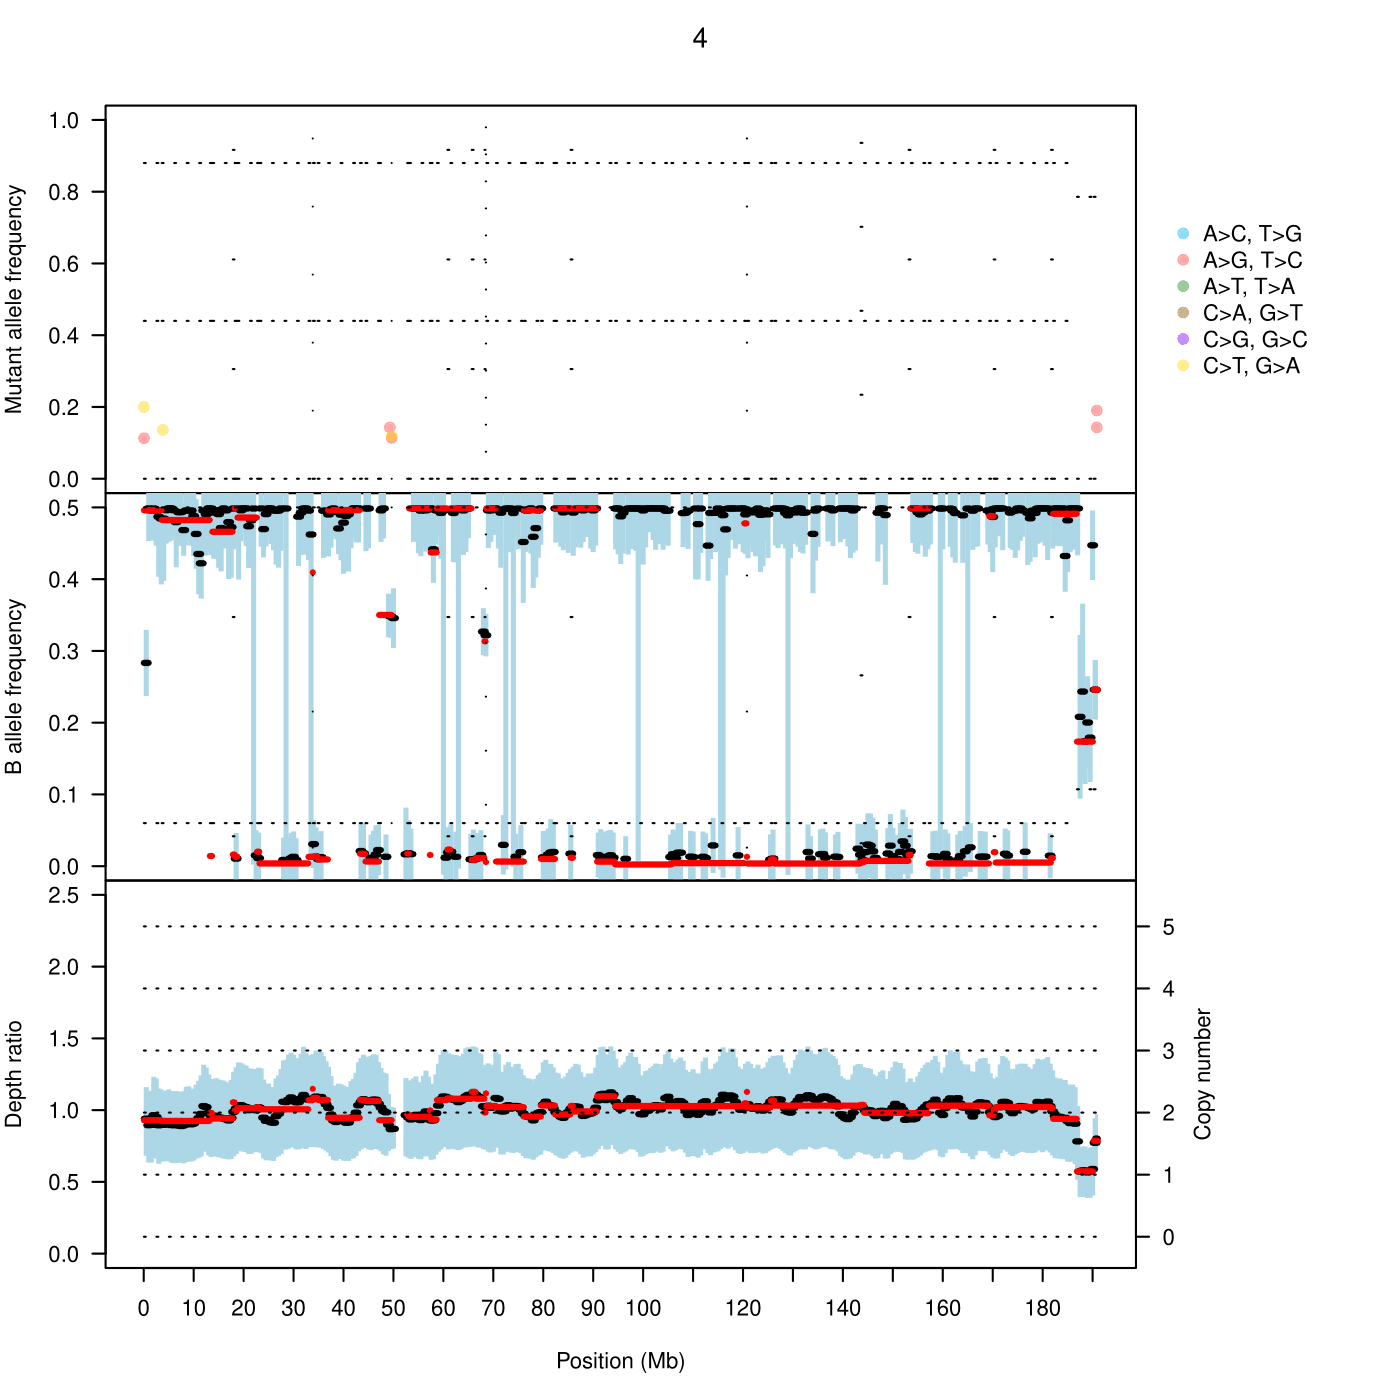 4
Mutant allele frequency
1.0
0.8
0.6
0.4
0.2
0.0
A>C, T>G
A>G, T>C
A>T, T>A
C>A, G>T
C>G, G>C
C>T, G>A
B allele frequency
0.5
0.4
0.3
0.2
0.1
0.0
Depth ratio
2.5
2.0
1.5
1.0
0.5
0.0
5
4
3
2
1
0
Copy number
0 10 20 30 40 50 60 70 80 90 100 120 140 160 180
Position (Mb)